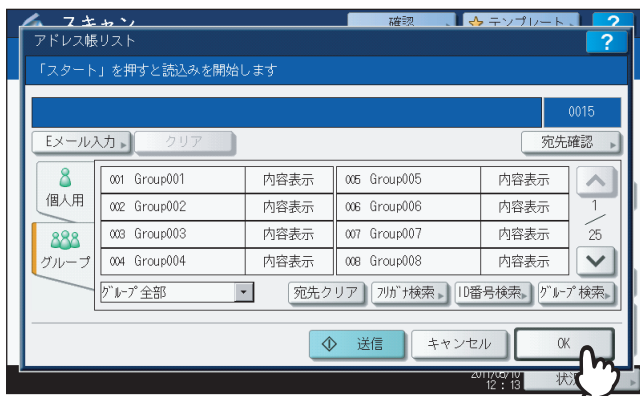 スキャン 確認 テンプレート ?
アドレス帳リスト ?
「スタート」を押すと読込みを開始します
0015
Eメール入力 クリア 宛先確認
個人用
グループ
001 Group001 内容表示 005 Group005 内容表示
002 Group002 内容表示 006 Group006 内容表示
003 Group003 内容表示 007 Group007 内容表示
004 Group004 内容表示 008 Group008 内容表示
1/25
グループ全部 宛先クリア フリガナ検索 ID番号検索 グループ検索
送信 キャンセル OK
2011/05/10
12:13